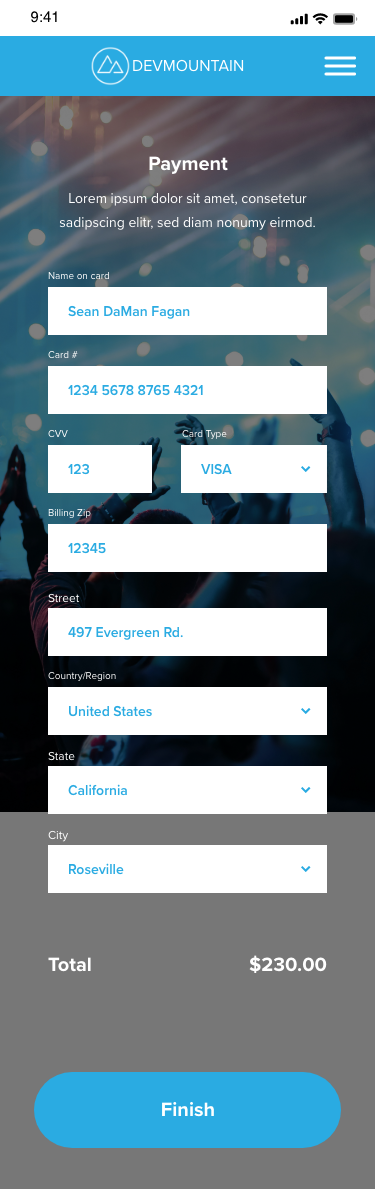 9:41
DEVMOUNTAIN
Payment
Lorem ipsum dolor sit amet, consetetur
sadipscing elitr, sed diam nonumy eirmod.
Name on card
Sean DaMan Fagan
Card #
1234 5678 8765 4321
CVV
Card Type
123
VISA
Billing Zip
12345
Street
497 Evergreen Rd.
Country/Region
United States
State
California
City
Roseville
Total
$230.00
Finish